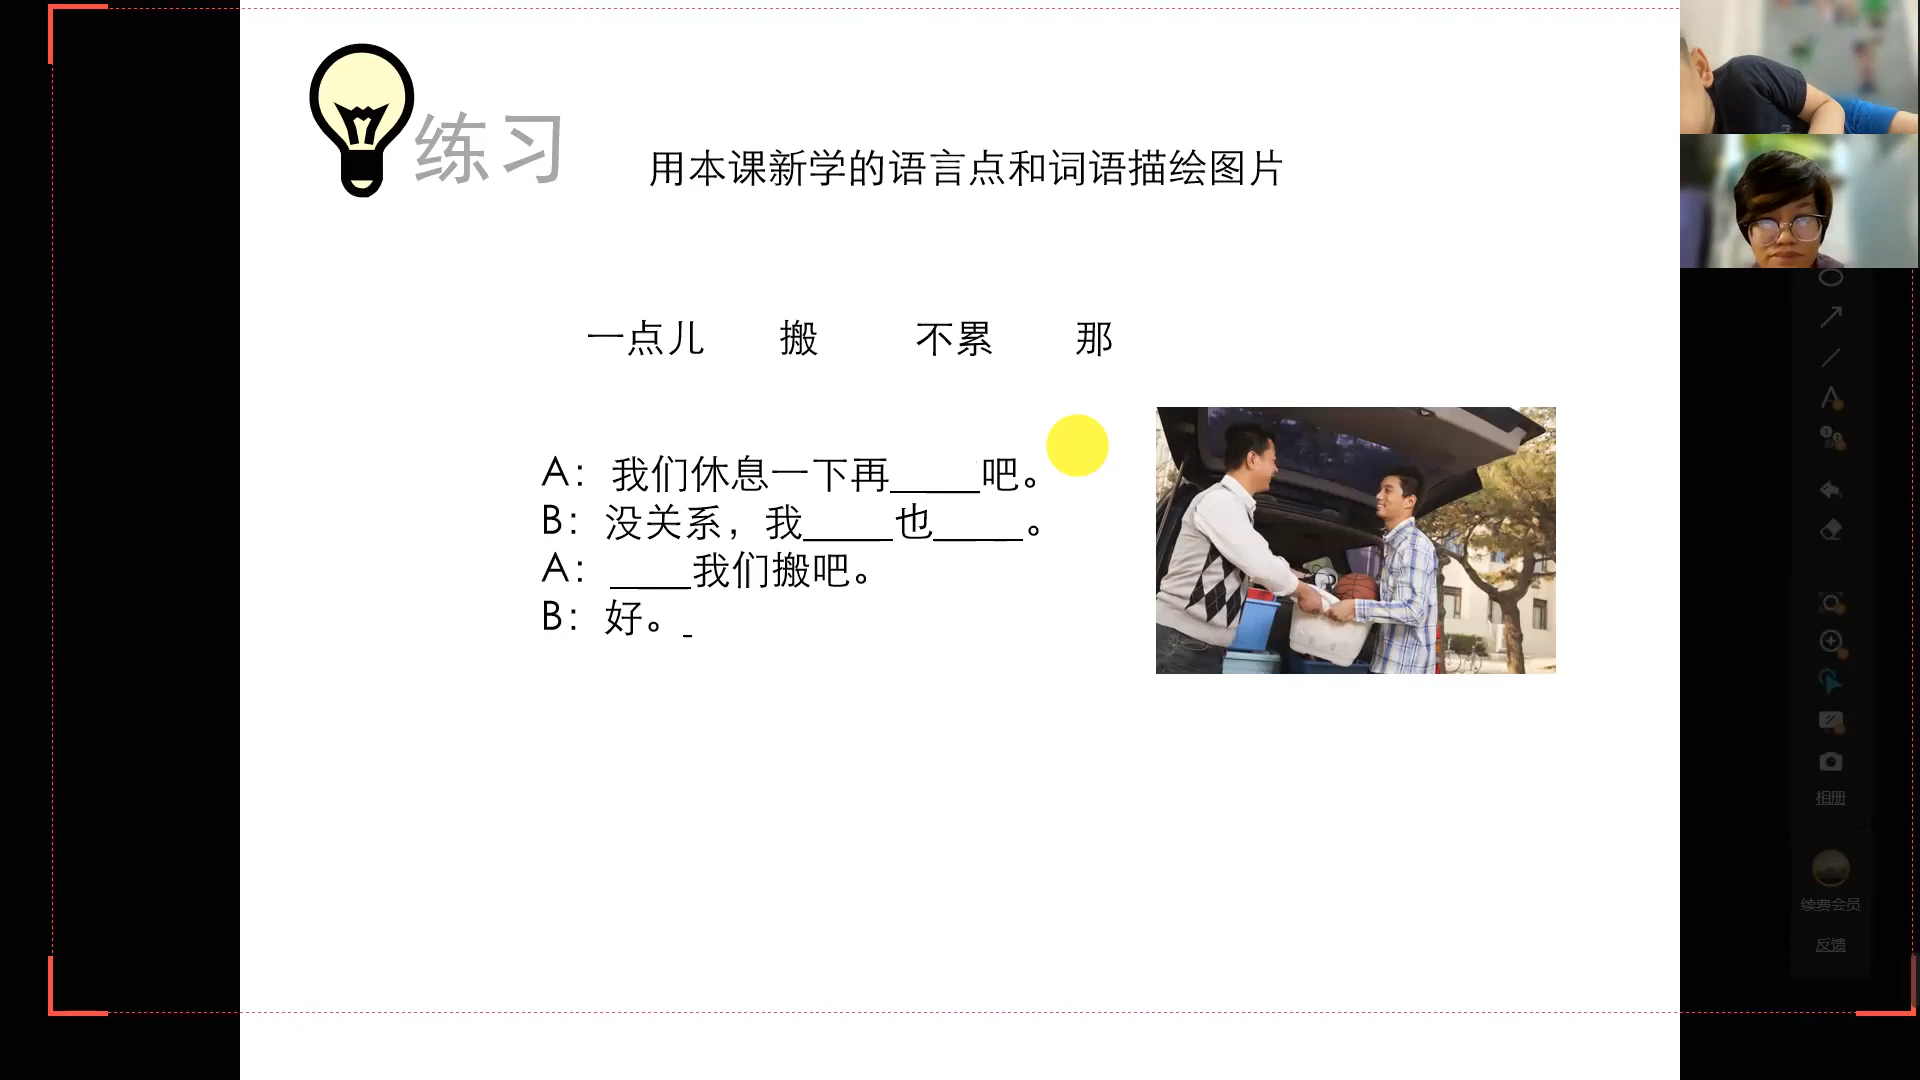 练习
用本课新学的语言点和词语描绘图片
一点儿 搬 不累 那
A：我们休息一下再____吧。
B：没关系，我____也____。
A：____我们搬吧。
B：好。_
相册
续费会员
反馈